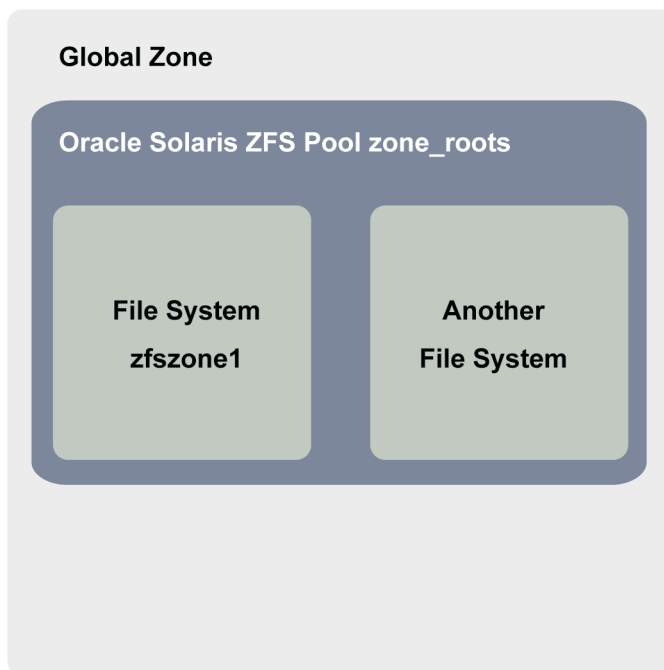 Global Zone
Oracle Solaris ZFS Pool zone_roots
File System
zfszone1
Another
File System